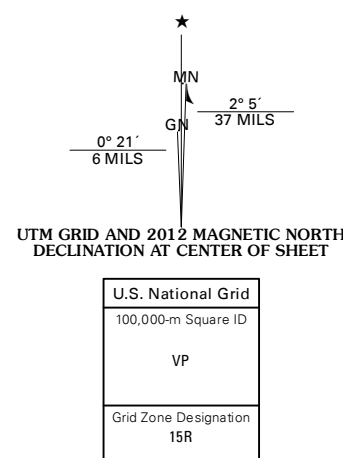 MN
2° 5´
37 MILS
GN
0° 21´
6 MILS
UTM GRID AND 2012 MAGNETIC NORTH
DECLINATION AT CENTER OF SHEET
U.S. National Grid
100,000-m Square ID
VP
Grid Zone Designation
15R